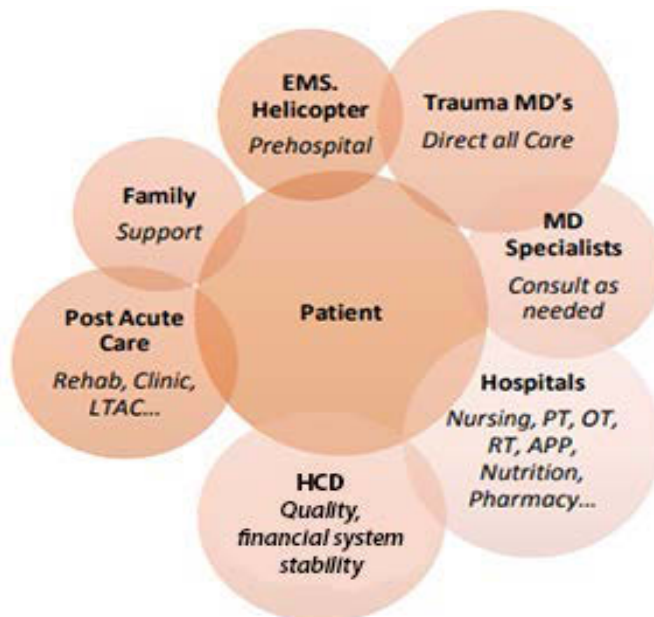 EMS.
Helicopter
Prehospital
Trauma MD's
Direct all Care
Family
Support
MD
Specialists
Consult as
needed
Patient
Post Acute
Care
Rehab, Clinic,
LTAC...
Hospitals
Nursing, PT, OT,
RT, APP,
Nutrition,
Pharmacy...
HCD
Quality,
financial system
stability